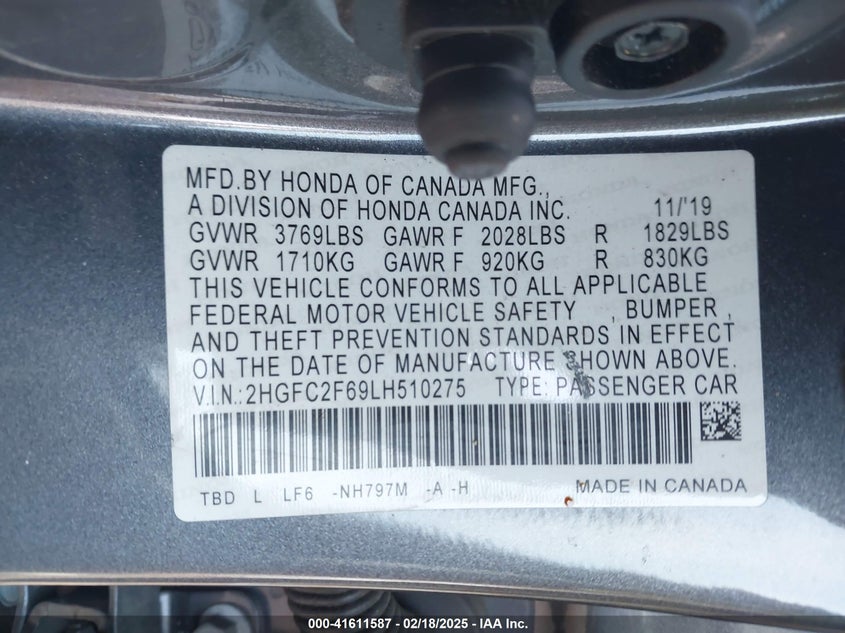 MFD.BY HONDA OF CANADA MFG.,
A DIVISION OF HONDA CANADA INC. 11/'19
GVWR 3769LBS GAWR F 2028LBS R 1829LBS
GVWR 1710KG GAWR F 920KG R 830KG
THIS VEHICLE CONFORMS TO ALL APPLICABLE
FEDERAL MOTOR VEHICLE SAFETY , BUMPER ,
AND THEFT PREVENTION STANDARDS IN EFFECT
ON THE DATE OF MANUFACTURE SHOWN ABOVE.
V.I.N.:2HGFC2F69LH510275 TYPE: PASSENGER CAR
TBD L LF6 -NH797M -A -H MADE IN CANADA
000-41611587 - 02/18/2025 - IAA Inc.